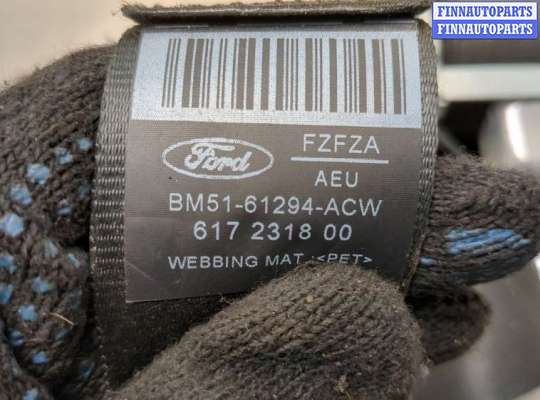 FINNAUTOPARTS
FINNAUTOPARTS
Ford
FZFZA
AEU
BM51-61294-ACW
617 2318 00
WEBBING MAT.:<PET>